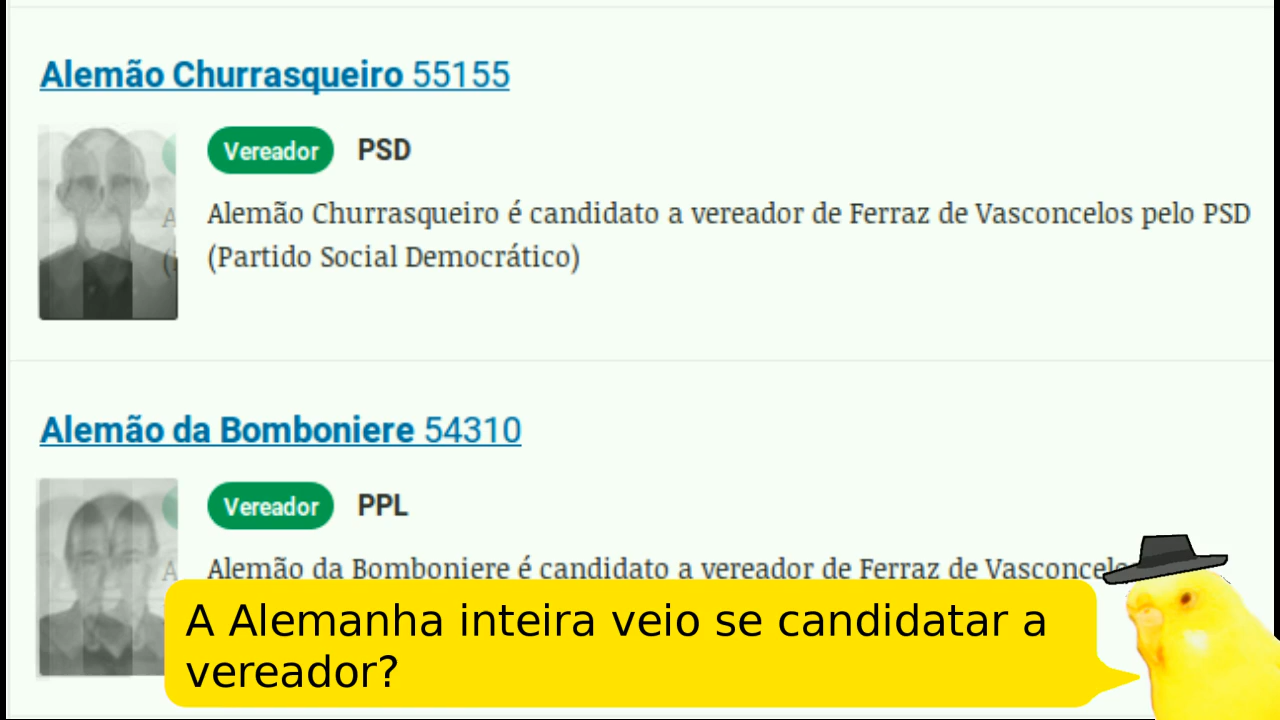 Alemão Churrasqueiro 55155
Vereador PSD
Alemão Churrasqueiro é candidato a vereador de Ferraz de Vasconcelos pelo PSD
(Partido Social Democrático)
Alemão da Bomboniere 54310
Vereador PPL
Alemão da Bomboniere é candidato a vereador de Ferraz de
A Alemanha inteira veio se candidatar a
vereador?